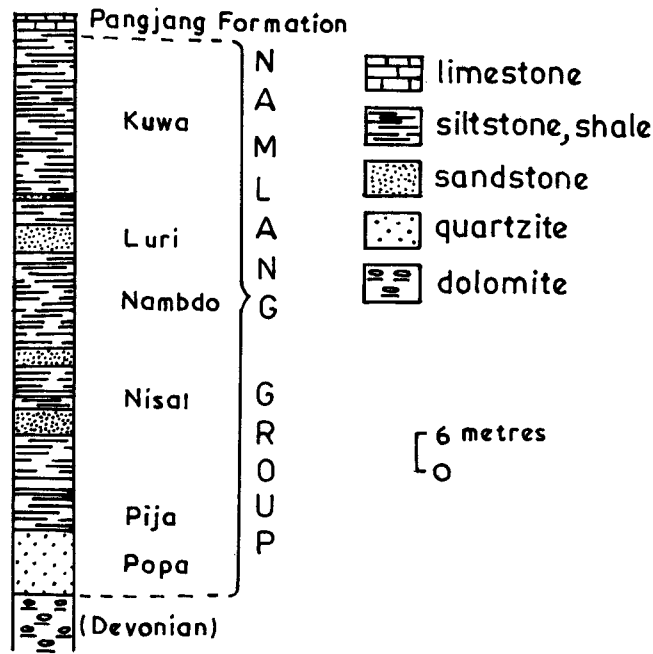 Pangjang Formation
Kuwa
Luri
Nambdo
Nisai
Pija
Popa
(Devonian)
NAMLANG GROUP
limestone
siltstone, shale
sandstone
quartzite
dolomite
6 metres
0